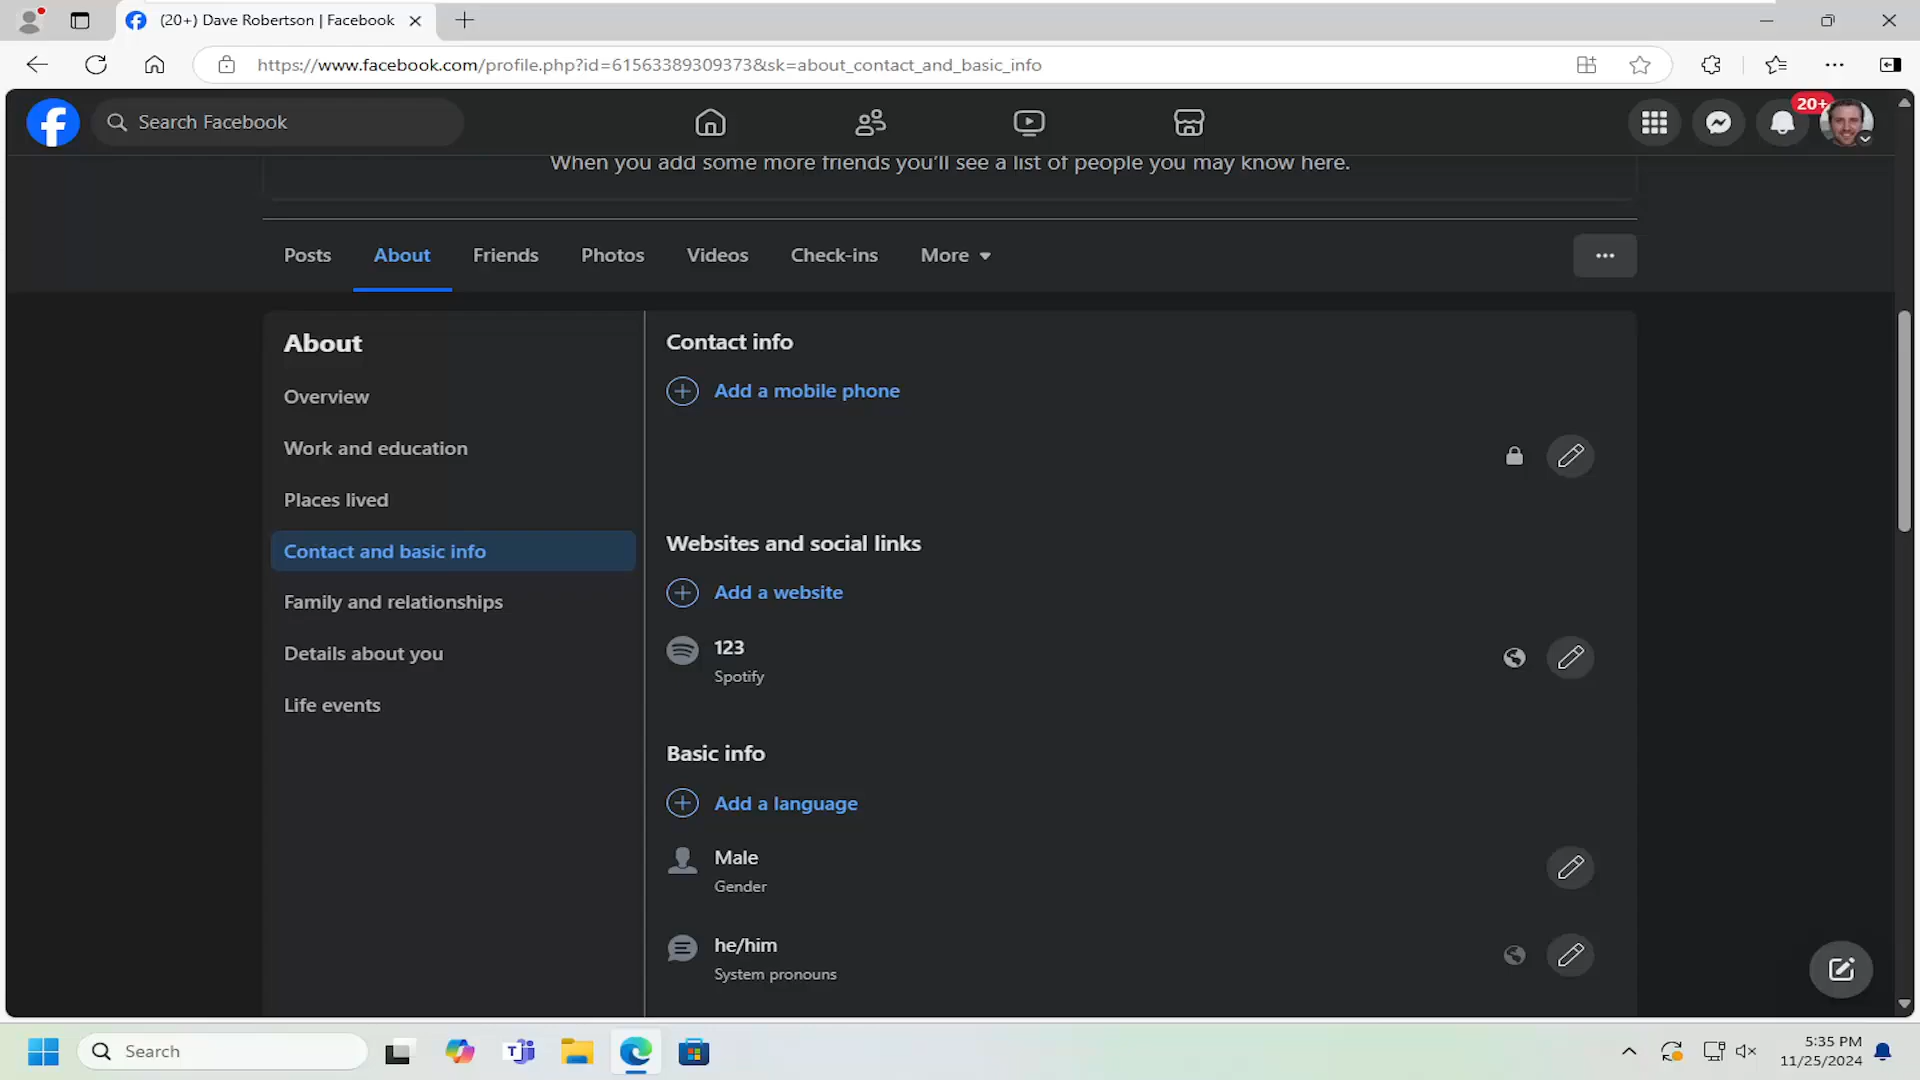 (20+) Dave Robertson | Facebook
https://www.facebook.com/profile.php?id=61563389309373&sk=about_contact_and_basic_info
Search Facebook
20+
When you add some more friends you'll see a list of people you may know here.
Posts
About
Friends
Photos
Videos
Check-ins
More
About
Overview
Work and education
Places lived
Contact and basic info
Family and relationships
Details about you
Life events
Contact info
Add a mobile phone
Websites and social links
Add a website
123
Spotify
Basic info
Add a language
Male
Gender
he/him
System pronouns
Search
5:35 PM
11/25/2024